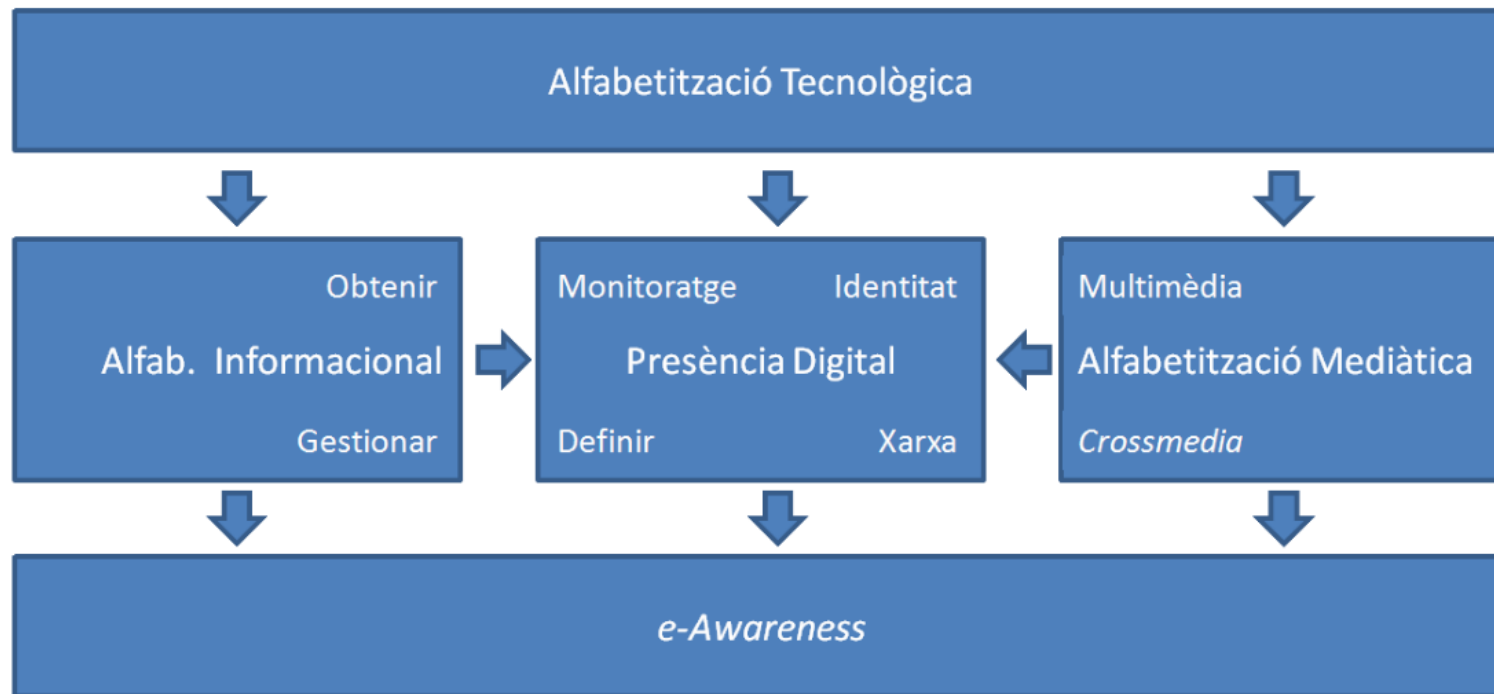 Alfabetització Tecnològica
Obtenir
Alfab. Informacional
Gestionar
Monitoratge Identitat
Presència Digital
Definir Xarxa
Multimèdia
Alfabetització Mediàtica
Crossmedia
e-Awareness